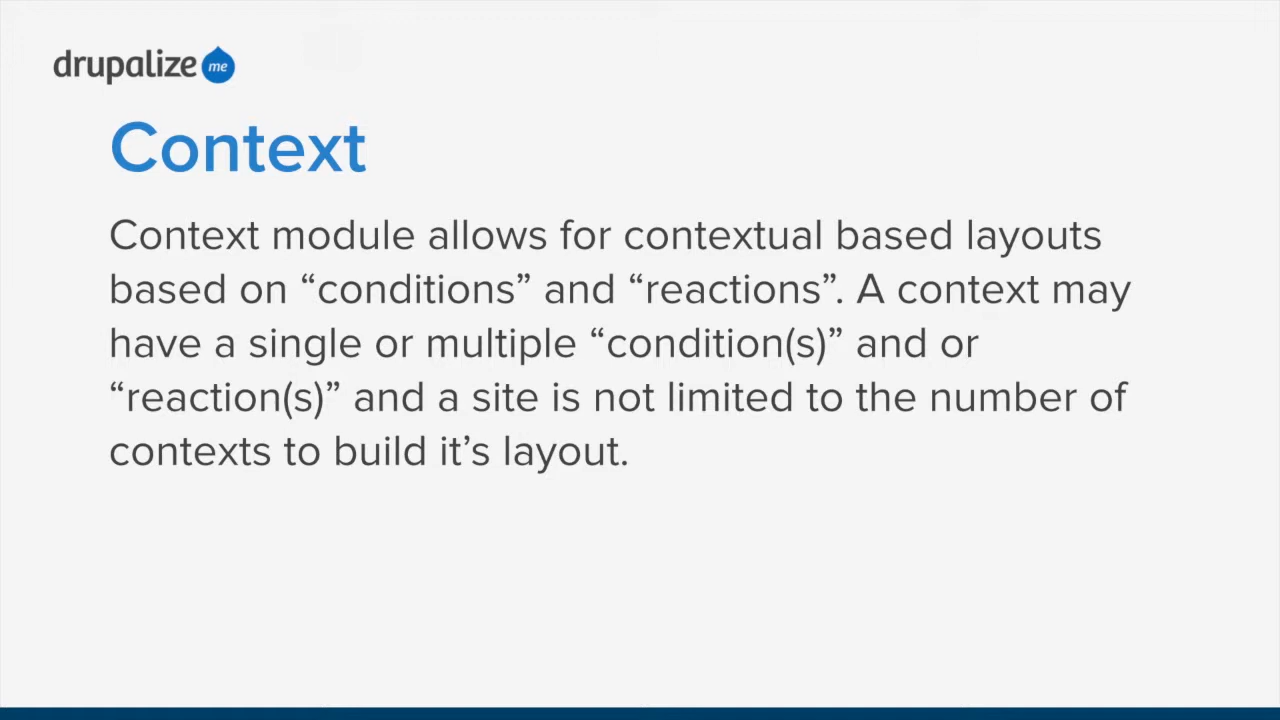 drupalize me
Context
Context module allows for contextual based layouts
based on “conditions” and “reactions”. A context may
have a single or multiple “condition(s)” and or
“reaction(s)” and a site is not limited to the number of
contexts to build it’s layout.